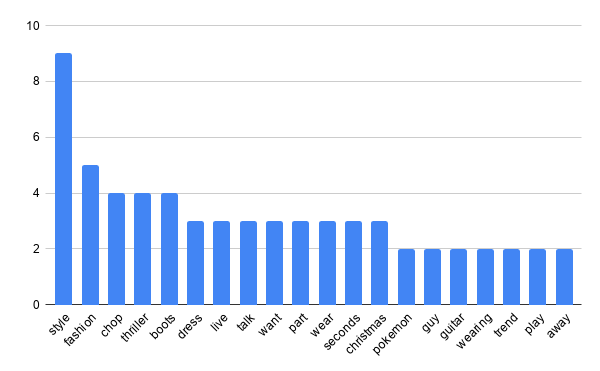 10
8
6
4
2
0
style
fashion
chop
thriller
boots
dress
live
talk
want
part
wear
seconds
christmas
pokemon
guy
guitar
wearing
trend
play
away